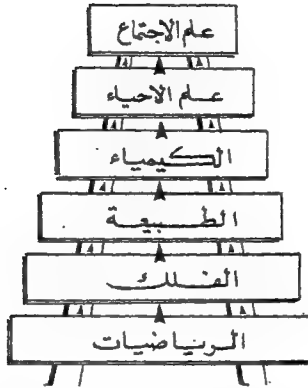 علم الاجتماع
علم الاحياء
الكيمياء
الطبيعة
الفلك
الرياضيات